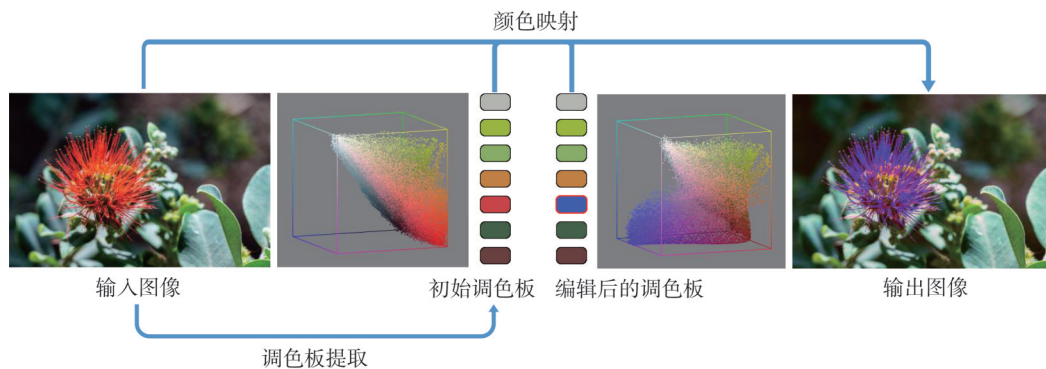 颜色映射
输入图像
初始调色板
编辑后的调色板
输出图像
调色板提取